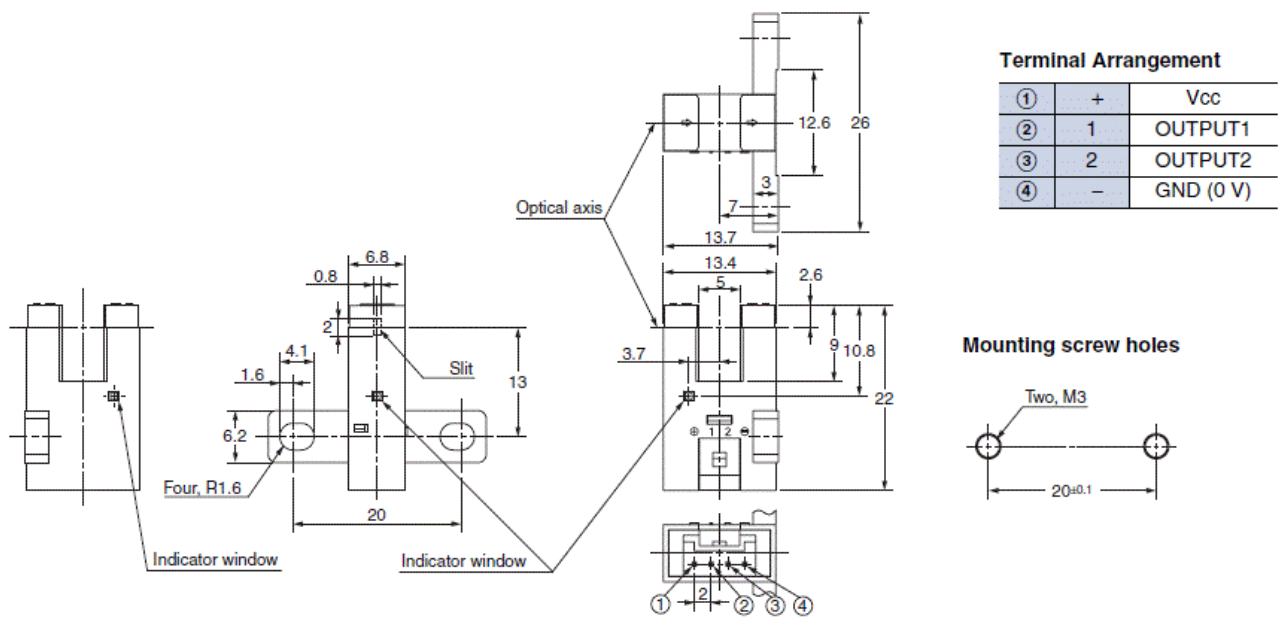 26
12.6
3
7
Optical axis
13.7
13.4
5
2.6
6.8
0.8
2
9
10.8
3.7
4.1
1.6
Slit
13
22
6.2
⊕ 1 2 ⊖
Four, R1.6
20
Indicator window
Indicator window
2
① ② ③ ④
Terminal Arrangement
① + Vcc
② 1 OUTPUT1
③ 2 OUTPUT2
④ – GND (0 V)
Mounting screw holes
Two, M3
20±0.1